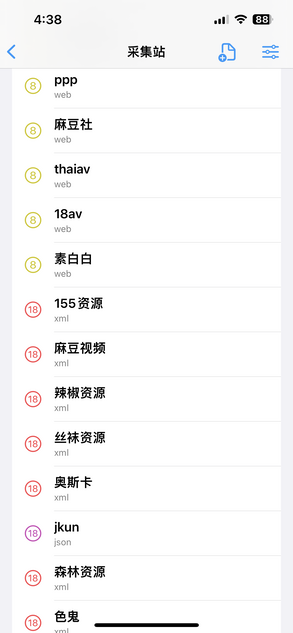 4:38
88
采集站
8
ppp
web
8
麻豆社
web
8
thaiav
web
8
18av
web
8
素白白
web
18
155资源
xml
18
麻豆视频
xml
18
辣椒资源
xml
18
丝袜资源
xml
18
奥斯卡
xml
18
jkun
json
18
森林资源
xml
18
色鬼
xml